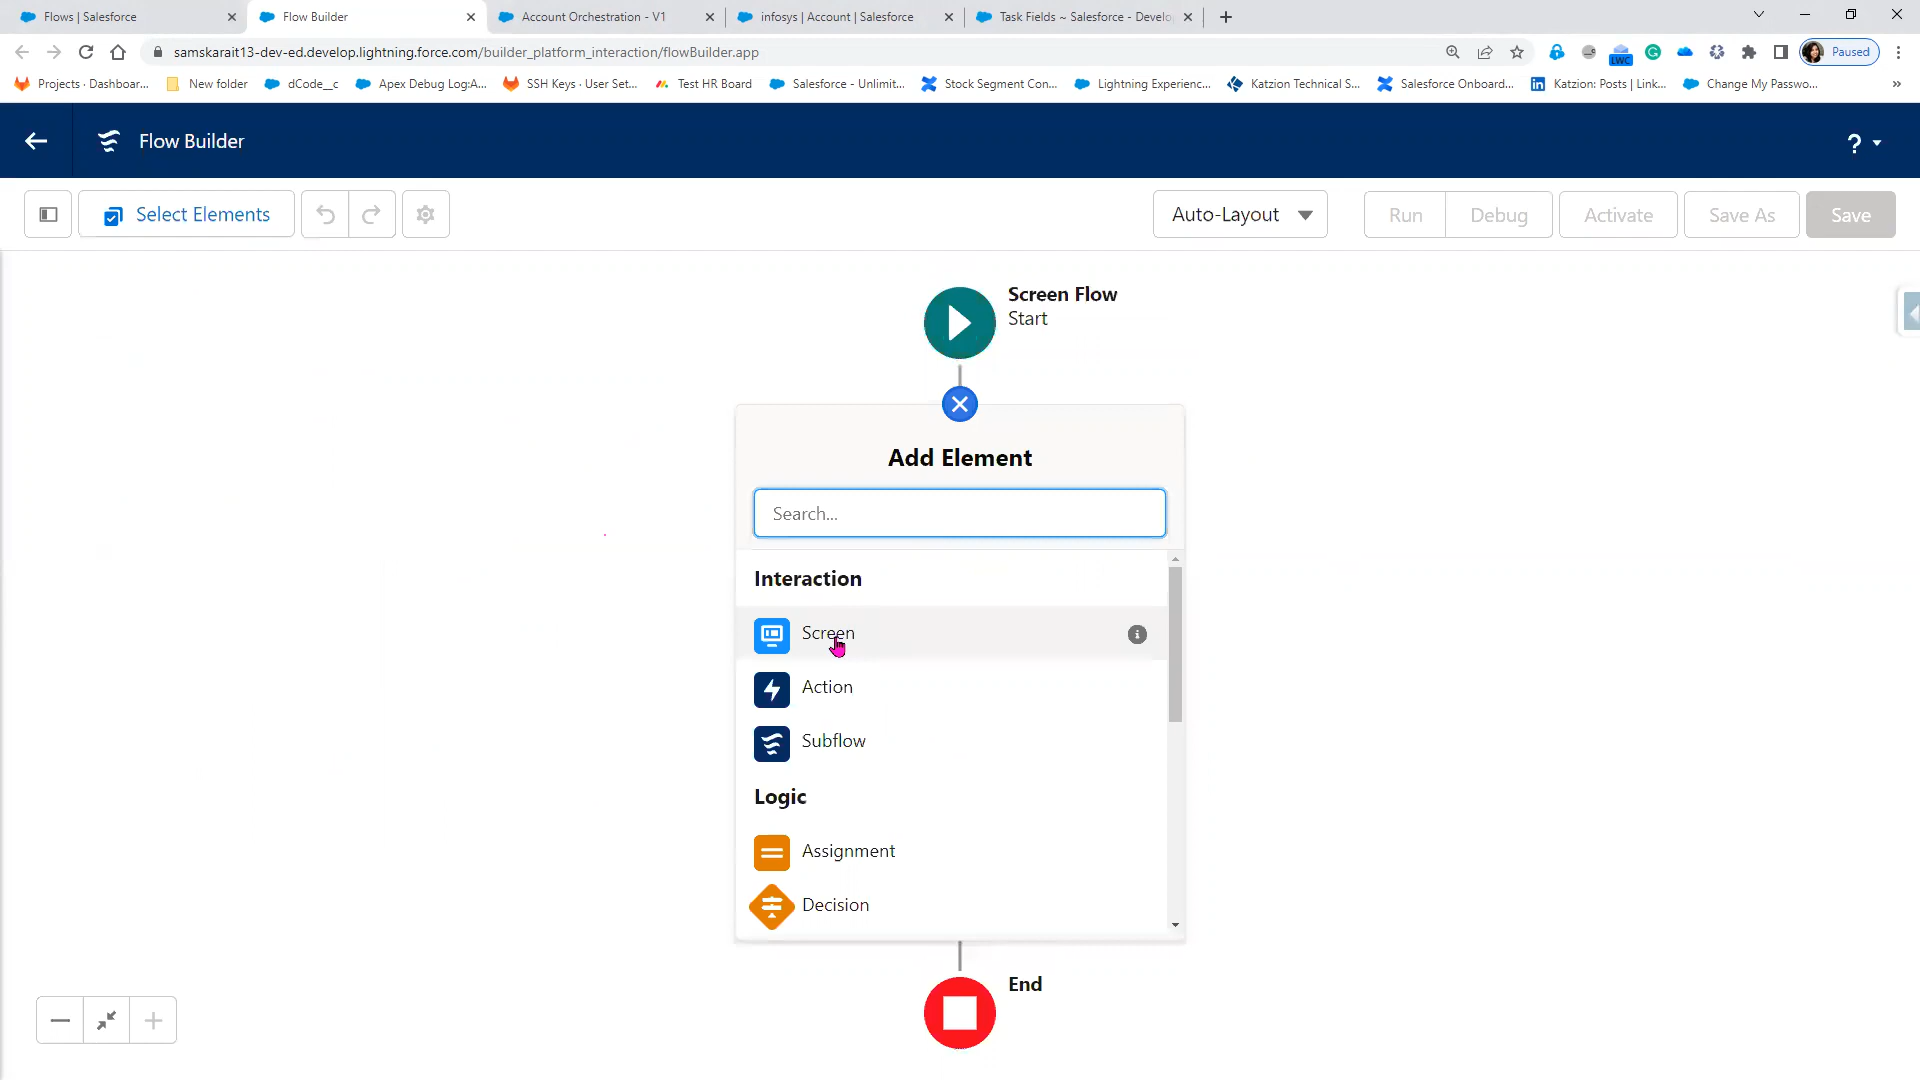 Flows | Salesforce
Flow Builder
Account Orchestration - V1
infosys | Account | Salesforce
Task Fields ~ Salesforce - Develo
samskarait13-dev-ed.develop.lightning.force.com/builder_platform_interaction/flowBuilder.app
LWC
Paused
Projects · Dashboar...
New folder
dCode__c
Apex Debug Log:A...
SSH Keys · User Set...
Test HR Board
Salesforce - Unlimit...
Stock Segment Con...
Lightning Experienc...
Katzion Technical S...
Salesforce Onboard...
Katzion: Posts | Link...
Change My Passwo...
Flow Builder
?
Select Elements
Auto-Layout
Run
Debug
Activate
Save As
Save
Screen Flow
Start
Add Element
Search...
Interaction
Screen
Action
Subflow
Logic
Assignment
Decision
End